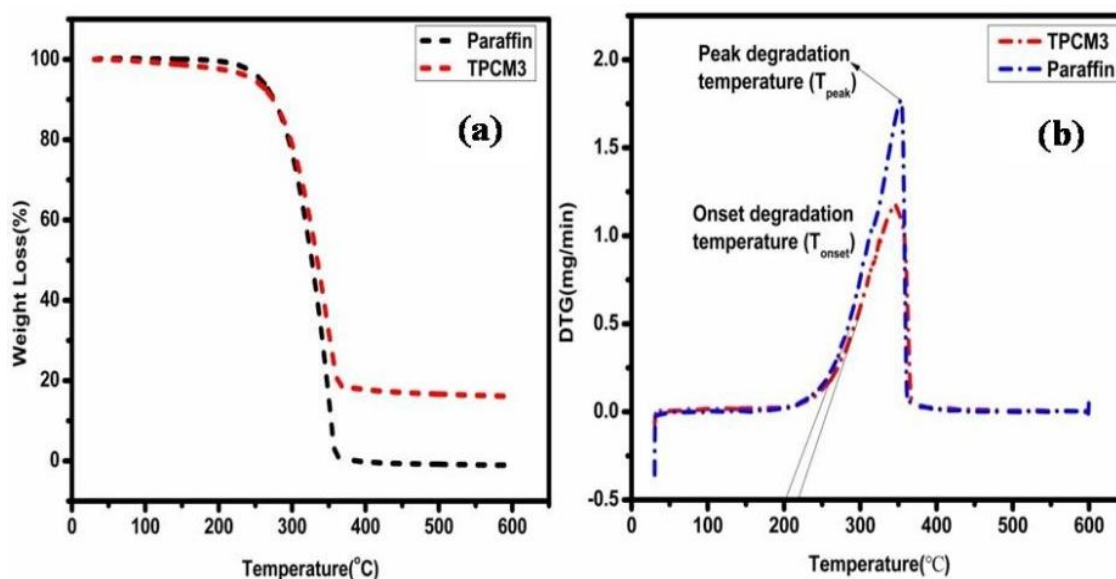 Paraffin
TPCM3
(a)
100
80
60
40
20
0
Weight Loss(%)
0 100 200 300 400 500 600
Temperature(°C)
TPCM3
Paraffin
Peak degradation
temperature (Tpeak)
(b)
Onset degradation
temperature (Tonset)
2.0
1.5
1.0
0.5
0.0
-0.5
DTG(mg/min)
0 100 200 300 400 500 600
Temperature(℃)